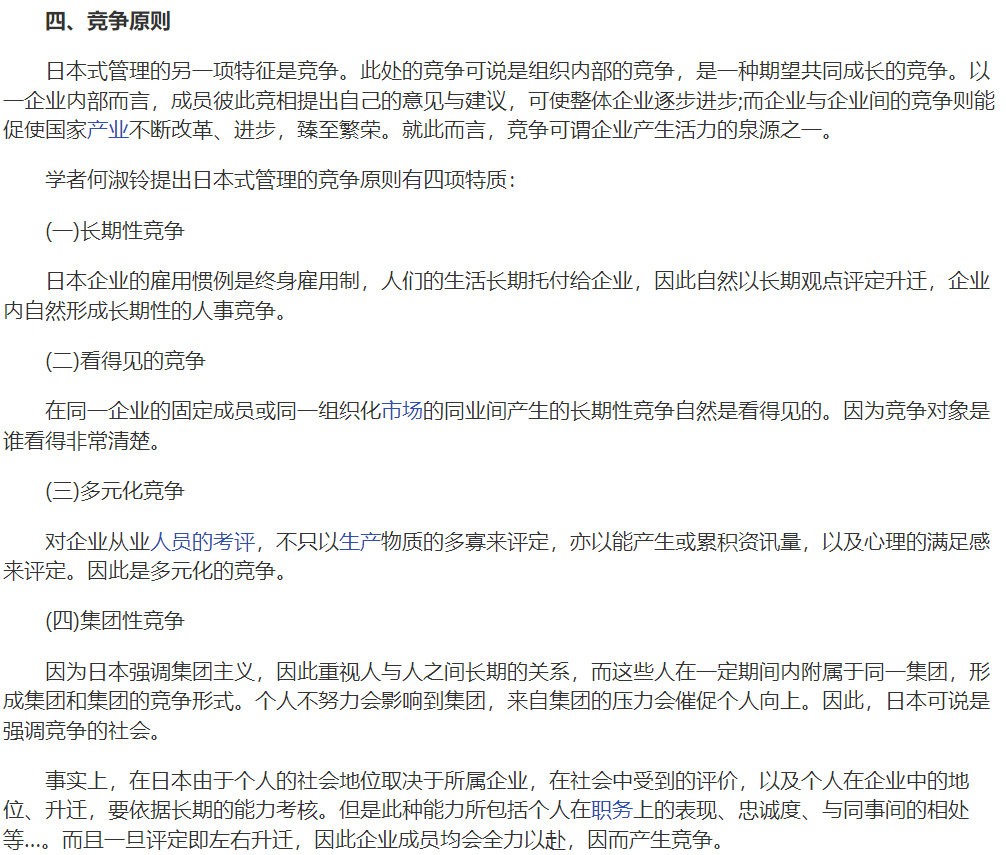 四、竞争原则
日本式管理的另一项特征是竞争。此处的竞争可说是组织内部的竞争，是一种期望共同成长的竞争。以
一企业内部而言，成员彼此竞相提出自己的意见与建议，可使整体企业逐步进步;而企业与企业间的竞争则能
促使国家产业不断改革、进步，臻至繁荣。就此而言，竞争可谓企业产生活力的泉源之一。
学者何淑铃提出日本式管理的竞争原则有四项特质：
(一)长期性竞争
日本企业的雇用惯例是终身雇用制，人们的生活长期托付给企业，因此自然以长期观点评定升迁，企业
内自然形成长期性的人事竞争。
(二)看得见的竞争
在同一企业的固定成员或同一组织化市场的同业间产生的长期性竞争自然是看得见的。因为竞争对象是
谁看得非常清楚。
(三)多元化竞争
对企业从业人员的考评，不只以生产物质的多寡来评定，亦以能产生或累积资讯量，以及心理的满足感
来评定。因此是多元化的竞争。
(四)集团性竞争
因为日本强调集团主义，因此重视人与人之间长期的关系，而这些人在一定期间内附属于同一集团，形
成集团和集团的竞争形式。个人不努力会影响到集团，来自集团的压力会催促个人向上。因此，日本可说是
强调竞争的社会。
事实上，在日本由于个人的社会地位取决于所属企业，在社会中受到的评价，以及个人在企业中的地
位、升迁，要依据长期的能力考核。但是此种能力所包括个人在职务上的表现、忠诚度、与同事间的相处
等...。而且一旦评定即左右升迁，因此企业成员均会全力以赴，因而产生竞争。